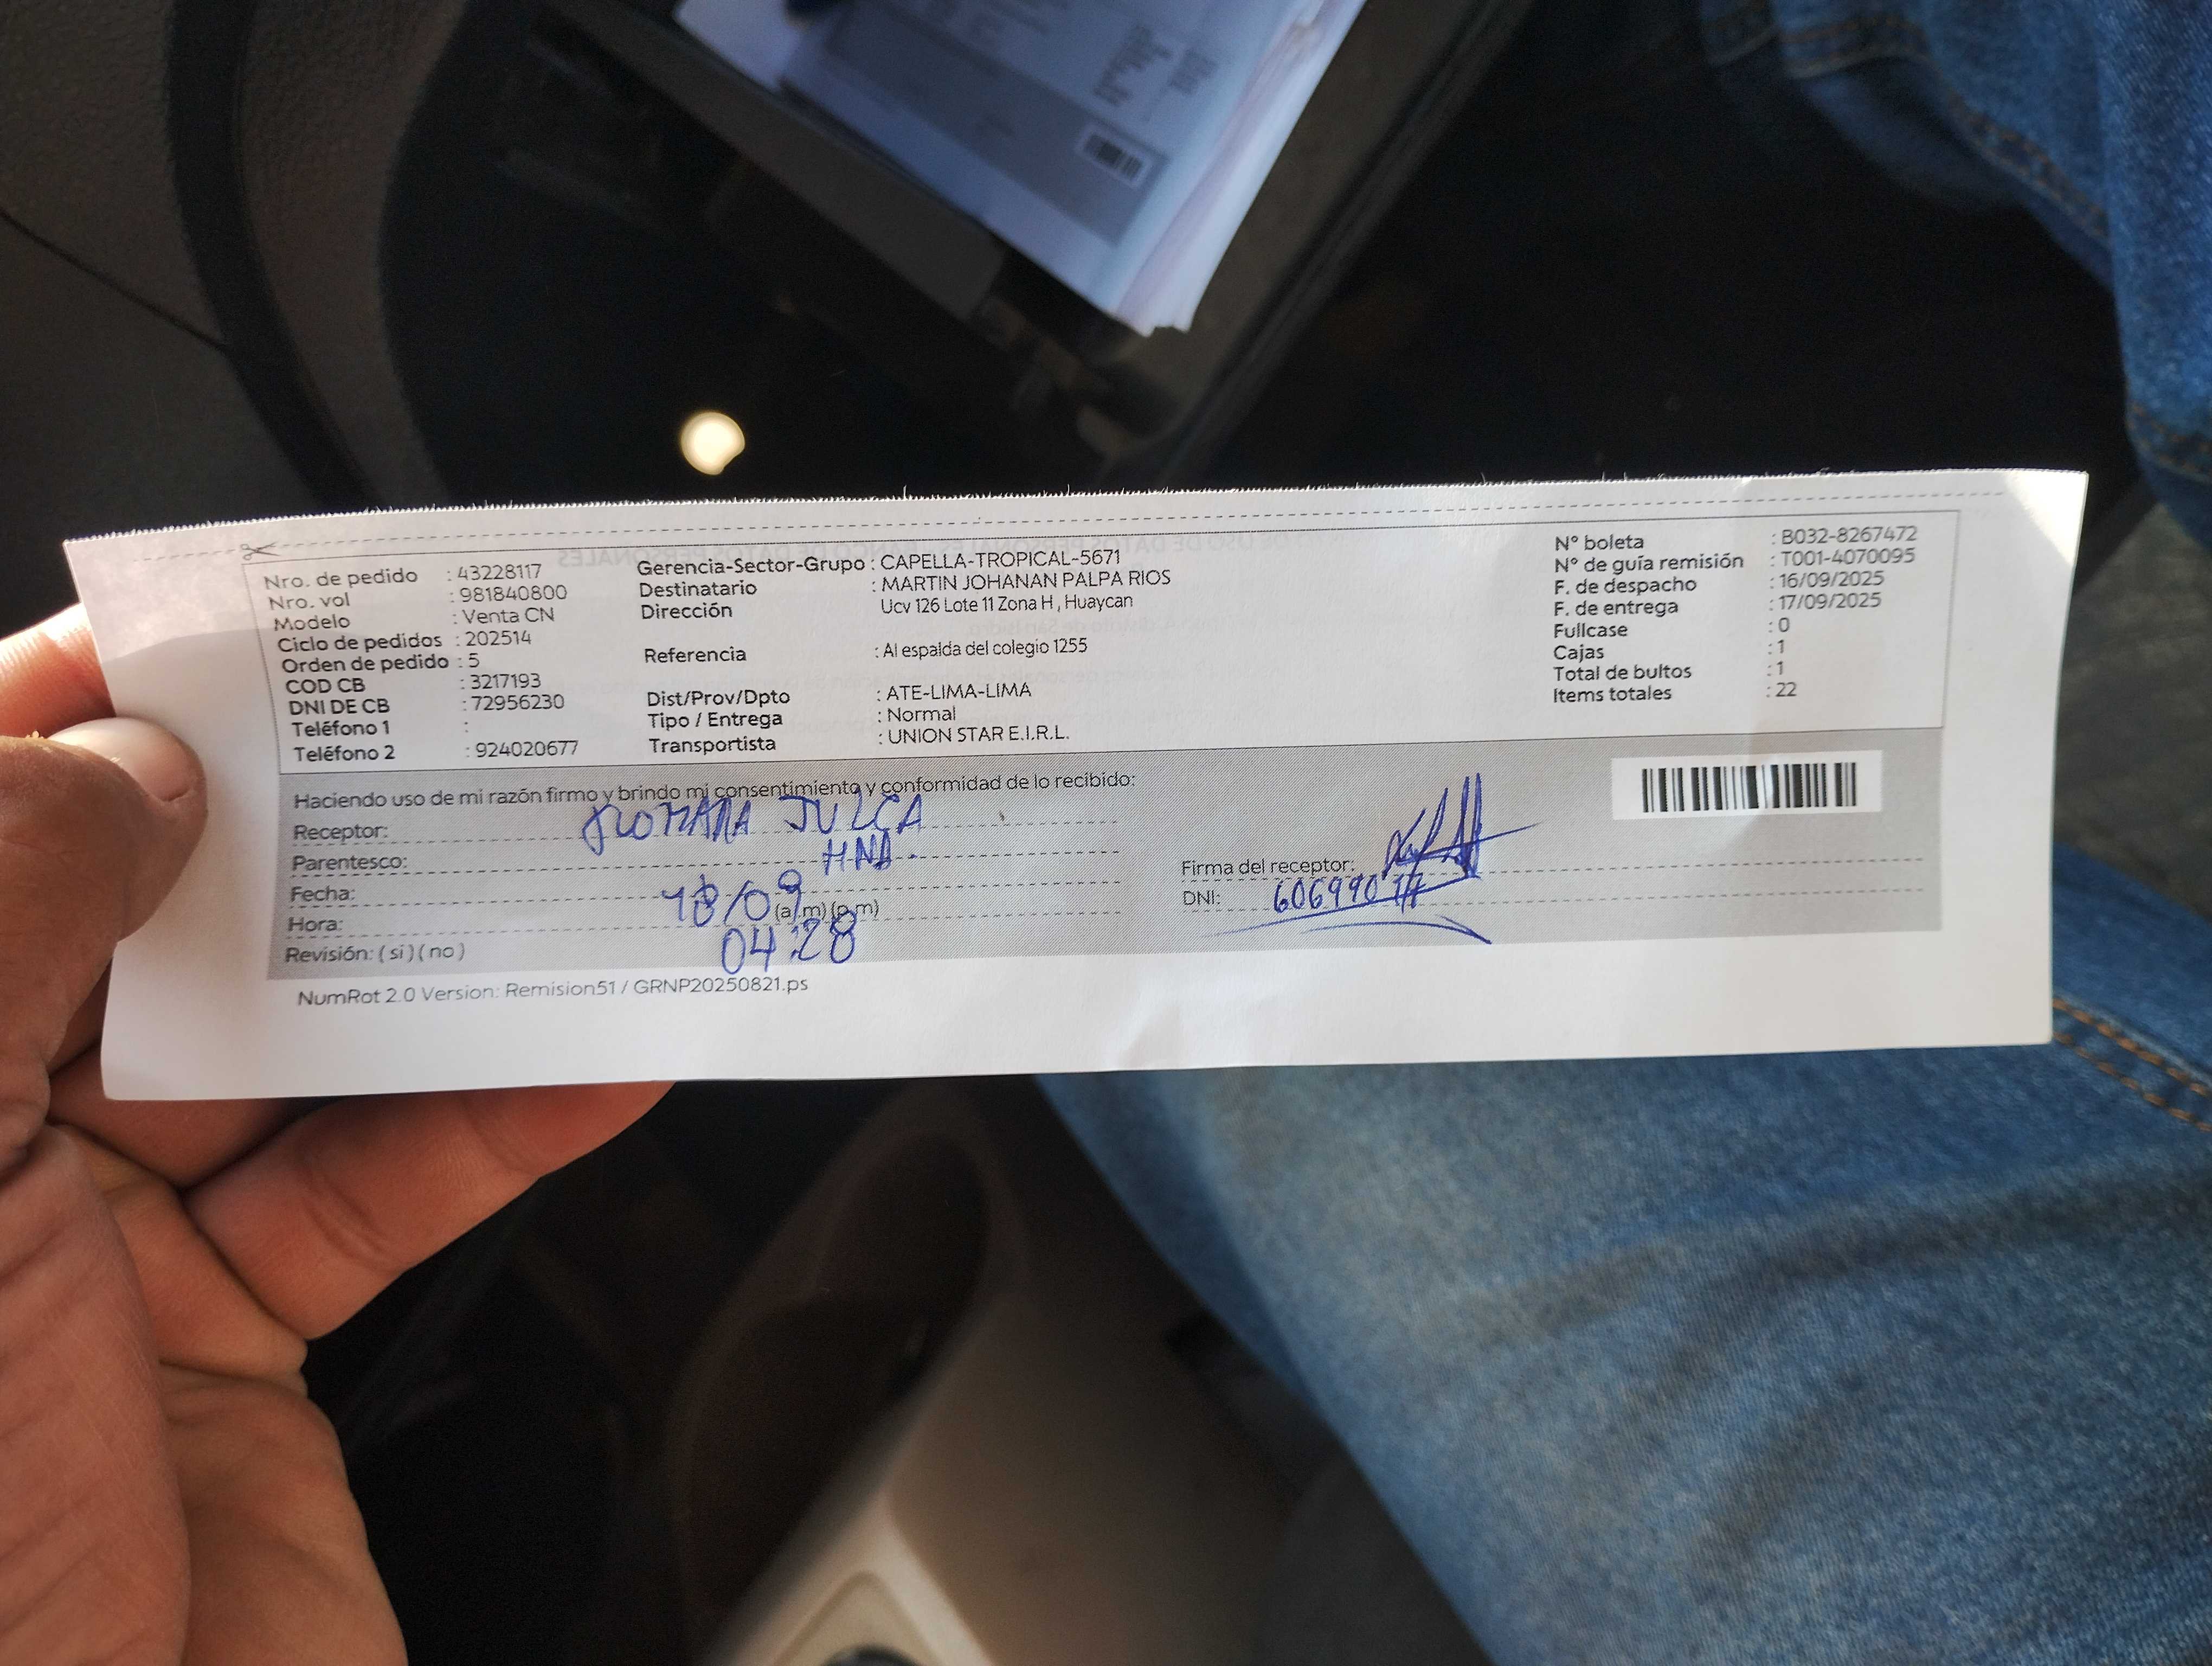 Nro. de pedido : 43228117
Nro. vol : 981840800
Modelo : Venta CN
Ciclo de pedidos : 202514
Orden de pedido : 5
COD CB : 3217193
DNI DE CB : 72956230
Teléfono 1 :
Teléfono 2 : 924020677
Gerencia-Sector-Grupo : CAPELLA-TROPICAL-5671
Destinatario : MARTIN JOHANAN PALPA RIOS
Dirección Ucv 126 Lote 11 Zona H , Huaycan
Referencia : Al espalda del colegio 1255
Dist/Prov/Dpto : ATE-LIMA-LIMA
Tipo / Entrega : Normal
Transportista : UNION STAR E.I.R.L.
N° boleta : B032-8267472
N° de guía remisión : T001-4070095
F. de despacho : 16/09/2025
F. de entrega : 17/09/2025
Fullcase : 0
Cajas : 1
Total de bultos : 1
Items totales : 22
Haciendo uso de mi razón firmo y brindo mi consentimiento y conformidad de lo recibido:
Receptor: JULCA
Parentesco: HNA.
Fecha: /09
Hora: 04:28 (a.m) (p.m)
Revisión: ( si ) ( no )
Firma del receptor:
DNI:
NumRot 2.0 Version: Remision51 / GRNP20250821.ps